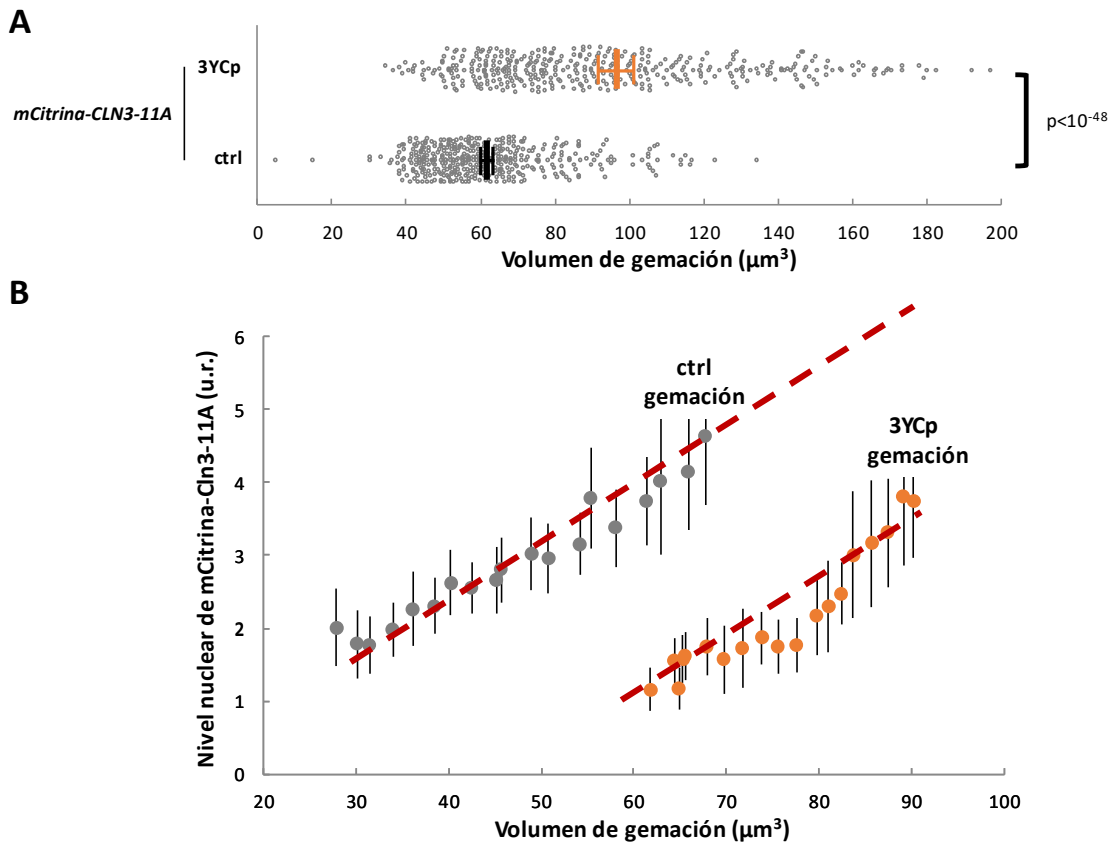 A
3YCp
mCitrina-CLN3-11A
ctrl
p<10⁻⁴⁸
0 20 40 60 80 100 120 140 160 180 200
Volumen de gemación (µm³)
B
Nivel nuclear de mCitrina-Cln3-11A (u.r.)
6
5
4
3
2
1
0
ctrl
gemación
3YCp
gemación
20 30 40 50 60 70 80 90 100
Volumen de gemación (µm³)